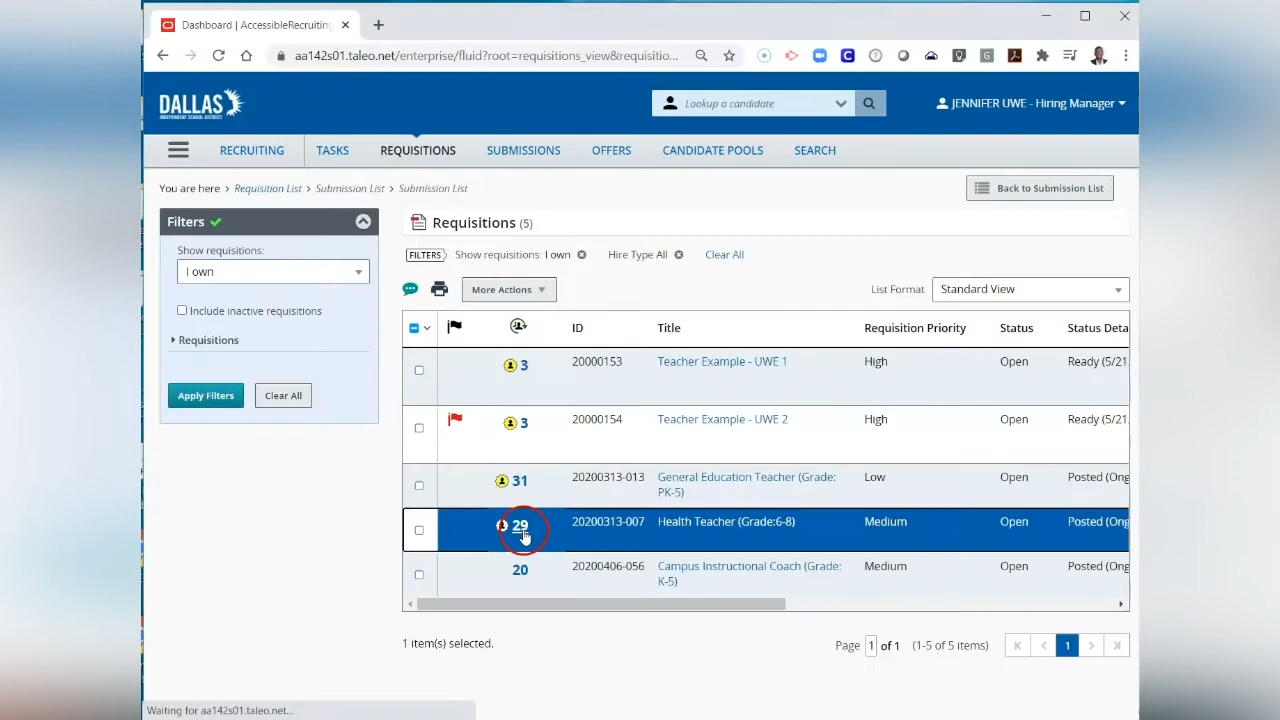 Dashboard | AccessibleRecruiting
aa142s01.taleo.net/enterprise/fluid?root=requisitions_view&requisitio...
DALLAS
INDEPENDENT SCHOOL DISTRICT
Lookup a candidate
JENNIFER UWE - Hiring Manager
RECRUITING TASKS REQUISITIONS SUBMISSIONS OFFERS CANDIDATE POOLS SEARCH
You are here › Requisition List › Submission List › Submission List
Back to Submission List
Filters
Show requisitions:
I own
Include inactive requisitions
Requisitions
Apply Filters Clear All
Requisitions (5)
FILTERS Show requisitions: I own Hire Type All Clear All
More Actions
List Format Standard View
ID Title Requisition Priority Status Status Deta
3 20000153 Teacher Example - UWE 1 High Open Ready (5/21
3 20000154 Teacher Example - UWE 2 High Open Ready (5/21
31 20200313-013 General Education Teacher (Grade: Low Open Posted (Ong
PK-5)
29 20200313-007 Health Teacher (Grade:6-8) Medium Open Posted (Ong
20 20200406-056 Campus Instructional Coach (Grade: Medium Open Posted (Ong
K-5)
1 item(s) selected.
Page 1 of 1 (1-5 of 5 items) 1
Waiting for aa142s01.taleo.net...